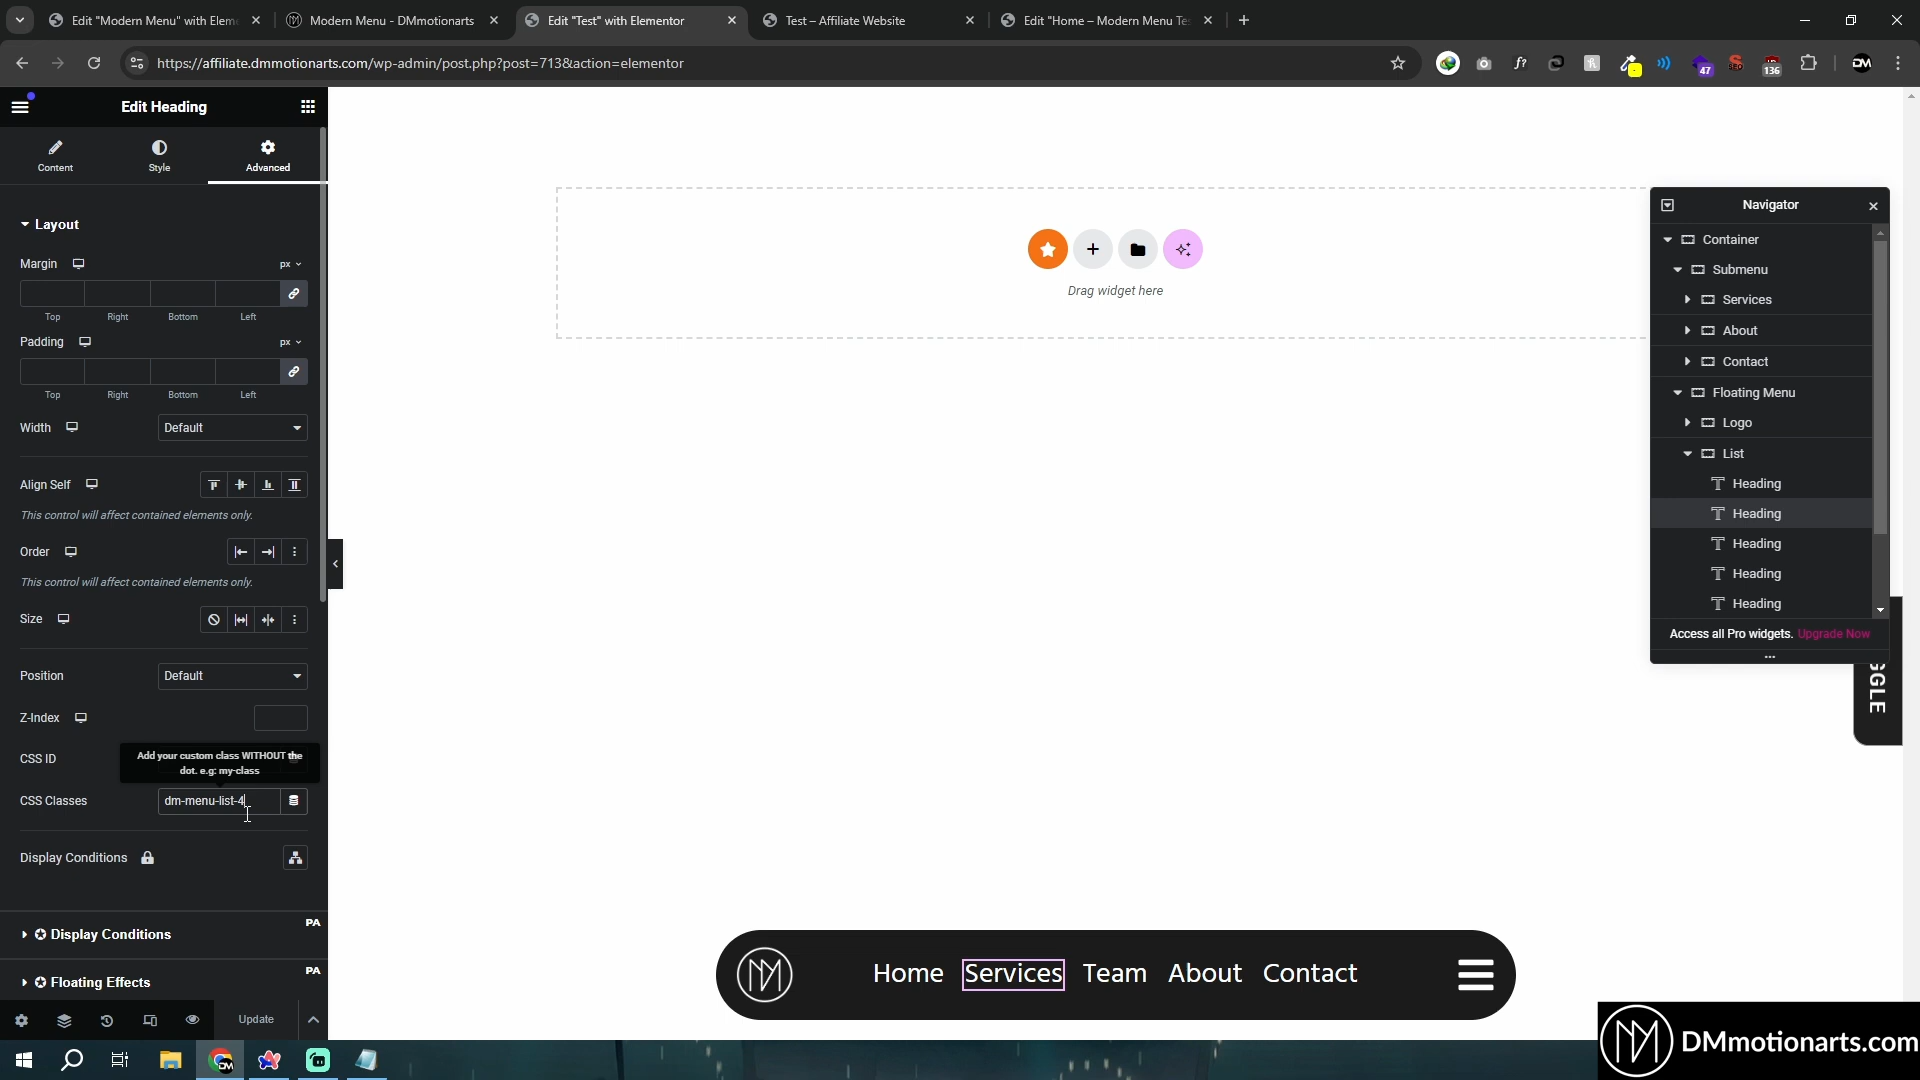 Edit "Modern Menu" with Elem
Modern Menu - DMmotionarts
Edit "Test" with Elementor
Test – Affiliate Website
Edit "Home – Modern Menu Te
https://affiliate.dmmotionarts.com/wp-admin/post.php?post=713&action=elementor
47
136
DM
Edit Heading
Content
Style
Advanced
Layout
Margin
px
Top
Right
Bottom
Left
Padding
px
Top
Right
Bottom
Left
Width
Default
Align Self
This control will affect contained elements only.
Order
This control will affect contained elements only.
Size
Position
Default
Z-Index
CSS ID
Add your custom class WITHOUT the
dot. e.g: my-class
CSS Classes
dm-menu-list-4
Display Conditions
PA
Display Conditions
PA
Floating Effects
Update
Drag widget here
Navigator
Container
Submenu
Services
About
Contact
Floating Menu
Logo
List
Heading
Heading
Heading
Heading
Heading
Access all Pro widgets. Upgrade Now
GGLE
Home Services Team About Contact
DMmotionarts.com